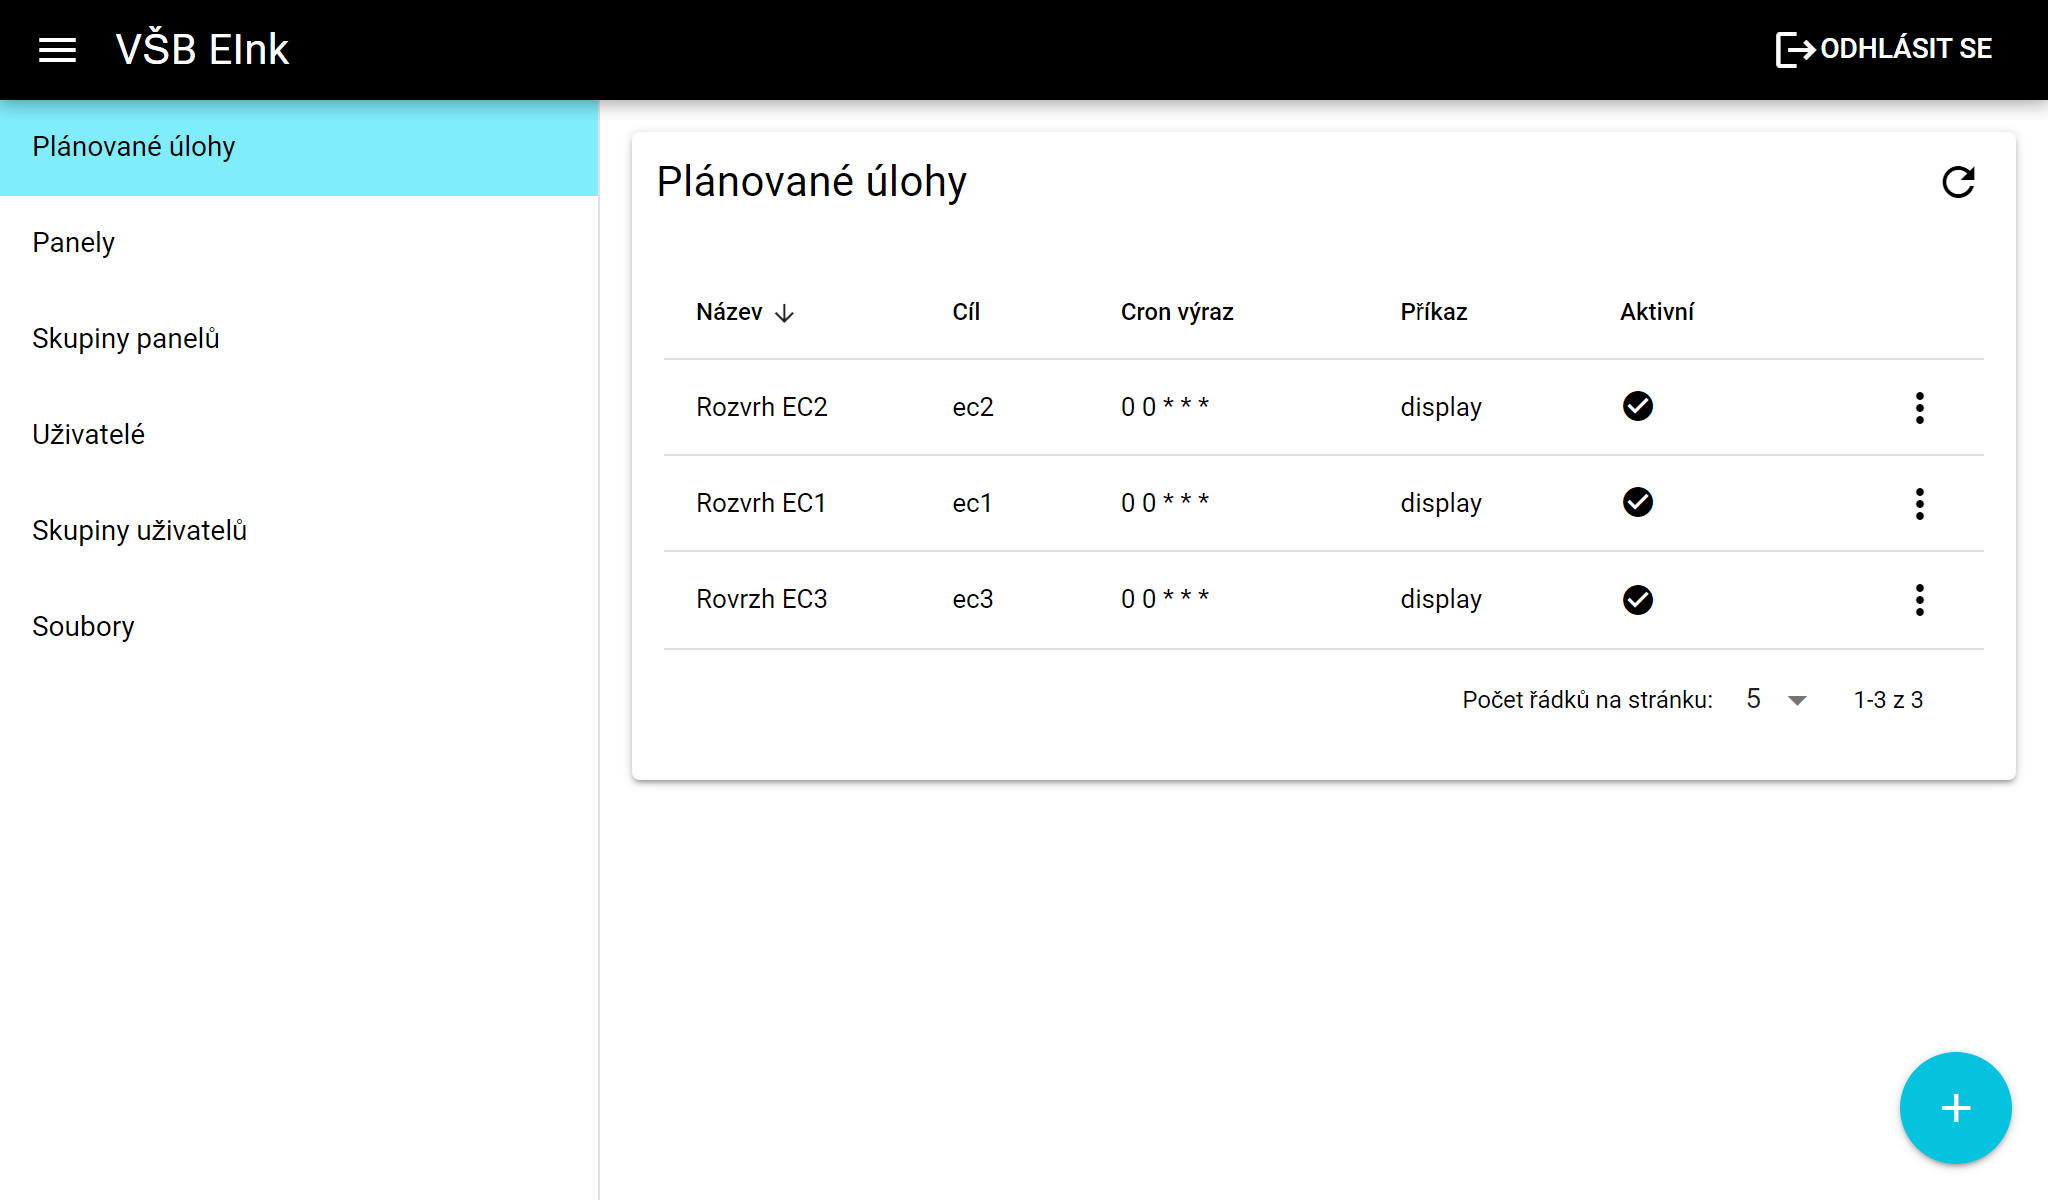 VŠB EInk
ODHLÁSIT SE
Plánované úlohy
Panely
Skupiny panelů
Uživatelé
Skupiny uživatelů
Soubory
Plánované úlohy
Název Cíl Cron výraz Příkaz Aktivní
Rozvrh EC2 ec2 0 0 * * * display
Rozvrh EC1 ec1 0 0 * * * display
Rovrzh EC3 ec3 0 0 * * * display
Počet řádků na stránku: 5 1-3 z 3